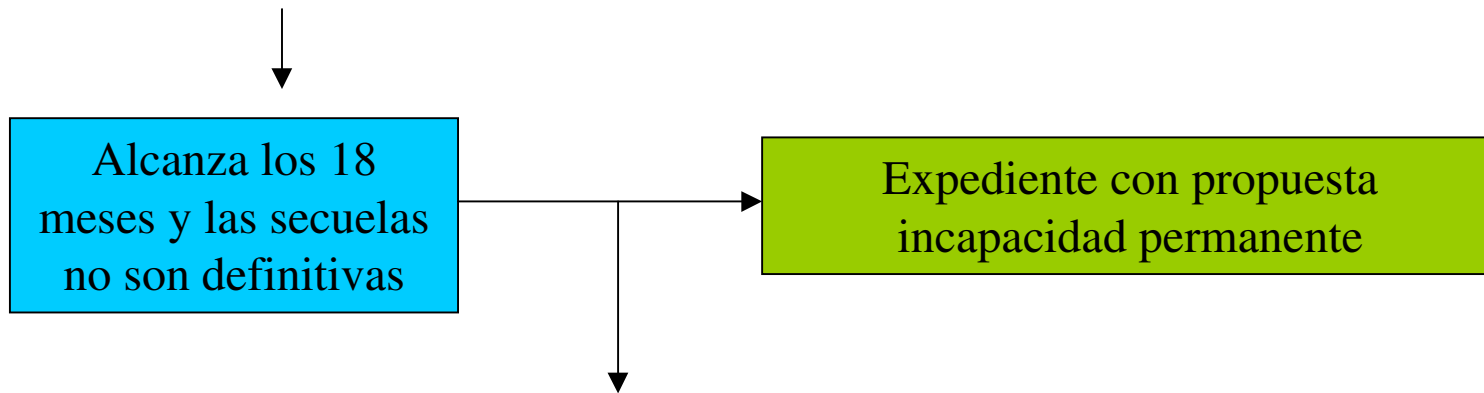 Alcanza los 18
meses y las secuelas
no son definitivas
Expediente con propuesta
incapacidad permanente